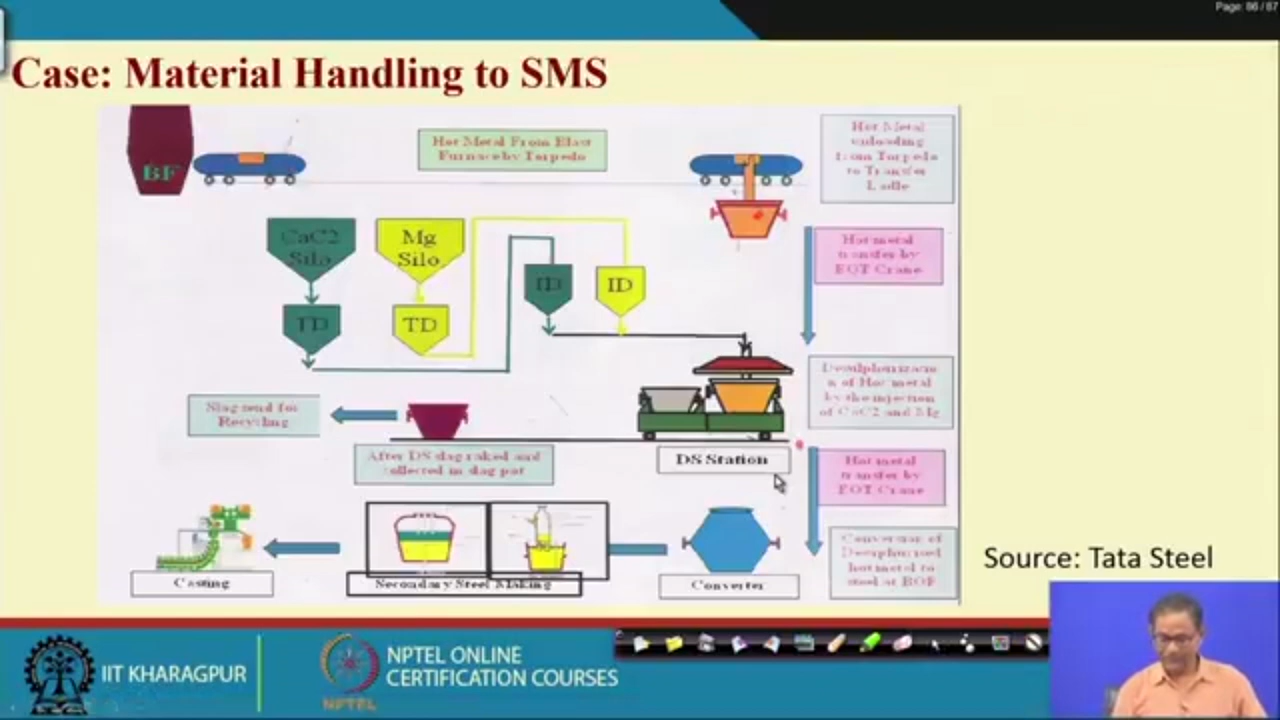 Page: 86 / 87
Case: Material Handling to SMS
BF
Hot Metal From Blast
Furnace by Torpedo
Hot Metal
unloading
from Torpedo
to Transfer
Ladle
CaC2
Silo
Mg
Silo
TD
TD
ID
ID
Hot metal
transfer by
EOT Crane
Desulphurizatio
n of Hot metal
by the injection
of CaC2 and Mg
Slag send for
Recycling
After DS slag raked and
collected in slag pot
DS Station
Hot metal
transfer by
EOT Crane
Conversion of
Desulphurised
hot metal to
steel at BOF
Casting
Secondary Steel Making
Converter
Source: Tata Steel
IIT KHARAGPUR
NPTEL
NPTEL ONLINE
CERTIFICATION COURSES